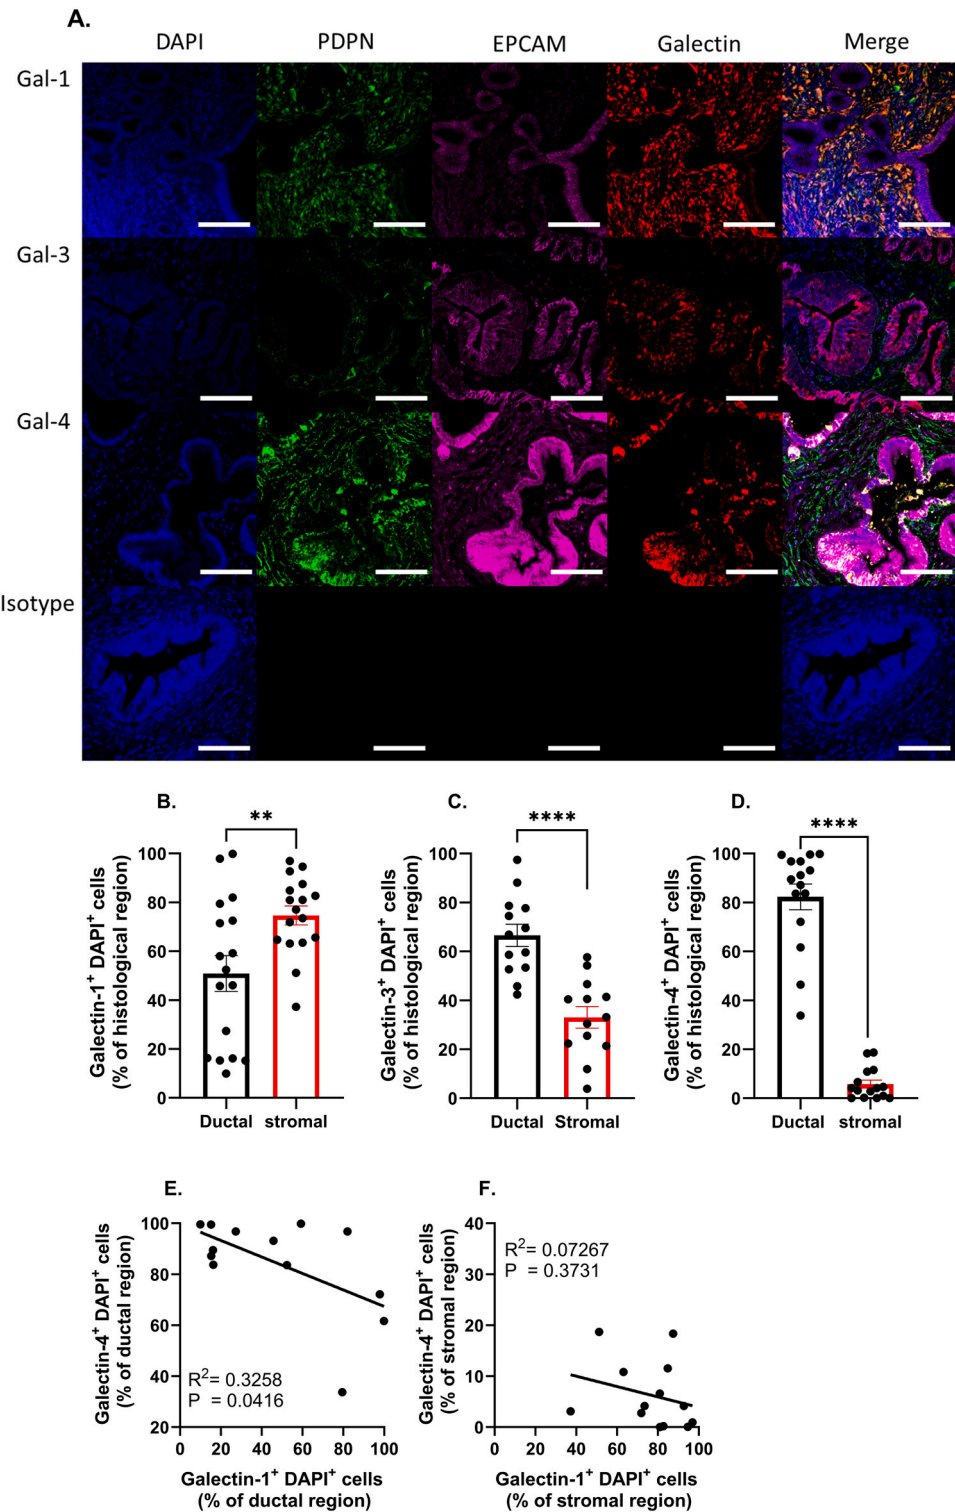 A.
DAPI PDPN EPCAM Galectin Merge
Gal-1
Gal-3
Gal-4
Isotype
B.
**
Galectin-1+ DAPI+ cells
(% of histological region)
100
80
60
40
20
0
Ductal stromal
C.
****
Galectin-3+ DAPI+ cells
(% of histological region)
100
80
60
40
20
0
Ductal Stromal
D.
****
Galectin-4+ DAPI+ cells
(% of histological region)
100
80
60
40
20
0
Ductal stromal
E.
Galectin-4+ DAPI+ cells
(% of ductal region)
100
80
60
40
20
R2= 0.3258
P = 0.0416
0 20 40 60 80 100
Galectin-1+ DAPI+ cells
(% of ductal region)
F.
Galectin-4+ DAPI+ cells
(% of stromal region)
40
30
20
10
0
R2= 0.07267
P = 0.3731
0 20 40 60 80 100
Galectin-1+ DAPI+ cells
(% of stromal region)